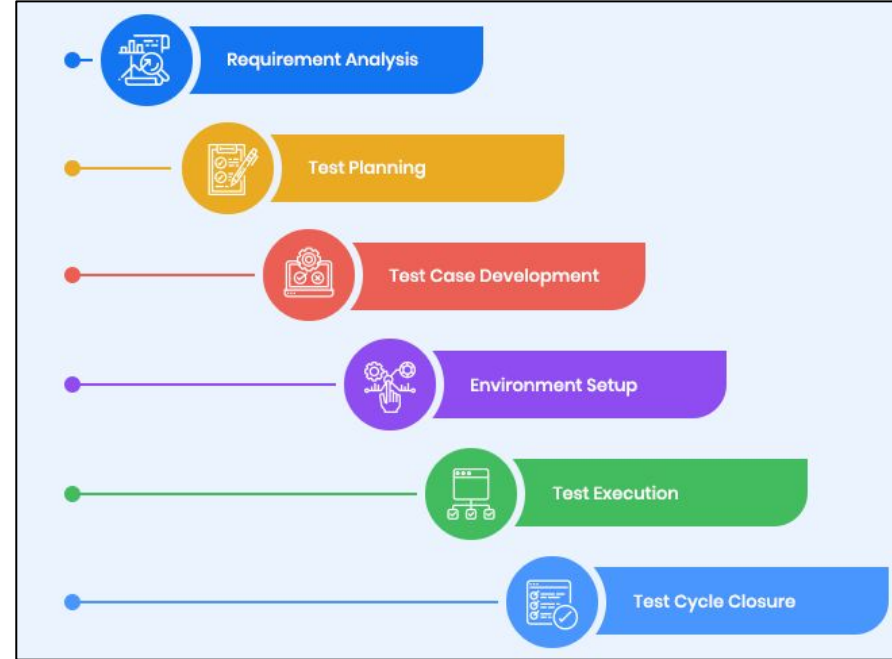 Requirement Analysis
Test Planning
Test Case Development
Environment Setup
Test Execution
Test Cycle Closure